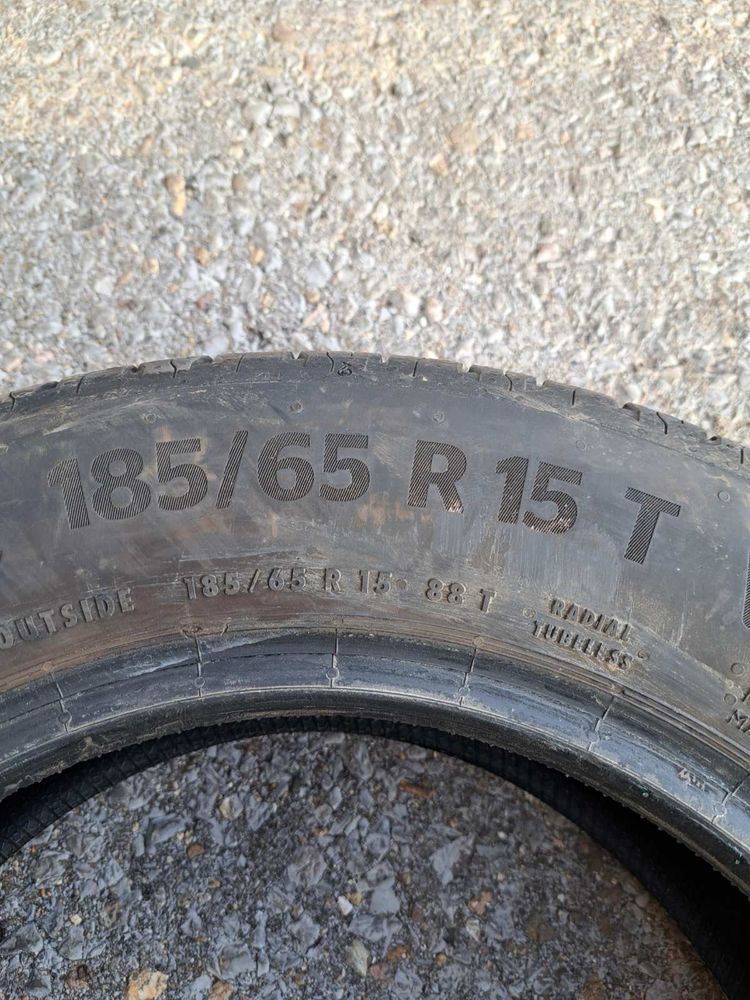 185/65 R 15 T
OUTSIDE 185/65 R 15 88 T RADIAL TUBELESS